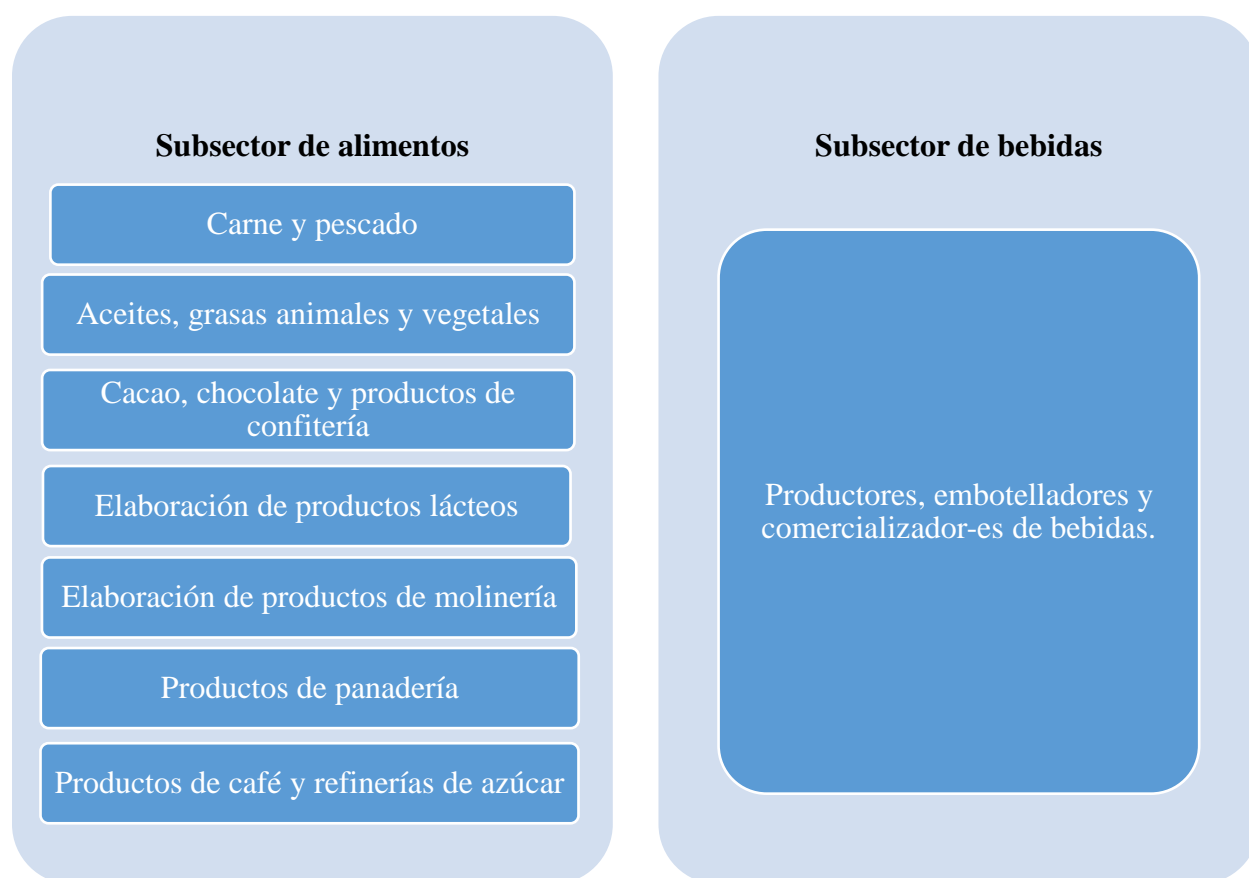 Subsector de alimentos
Carne y pescado
Aceites, grasas animales y vegetales
Cacao, chocolate y productos de
confitería
Elaboración de productos lácteos
Elaboración de productos de molinería
Productos de panadería
Productos de café y refinerías de azúcar
Subsector de bebidas
Productores, embotelladores y
comercializador-es de bebidas.